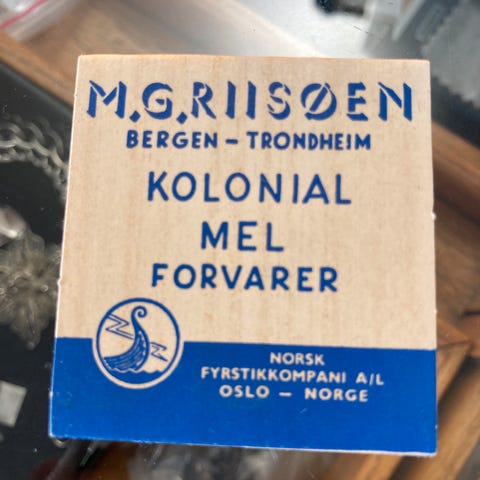 M.G.RIISØEN
BERGEN – TRONDHEIM
KOLONIAL
MEL
FORVARER
NORSK
FYRSTIKKOMPANI A/L
OSLO – NORGE